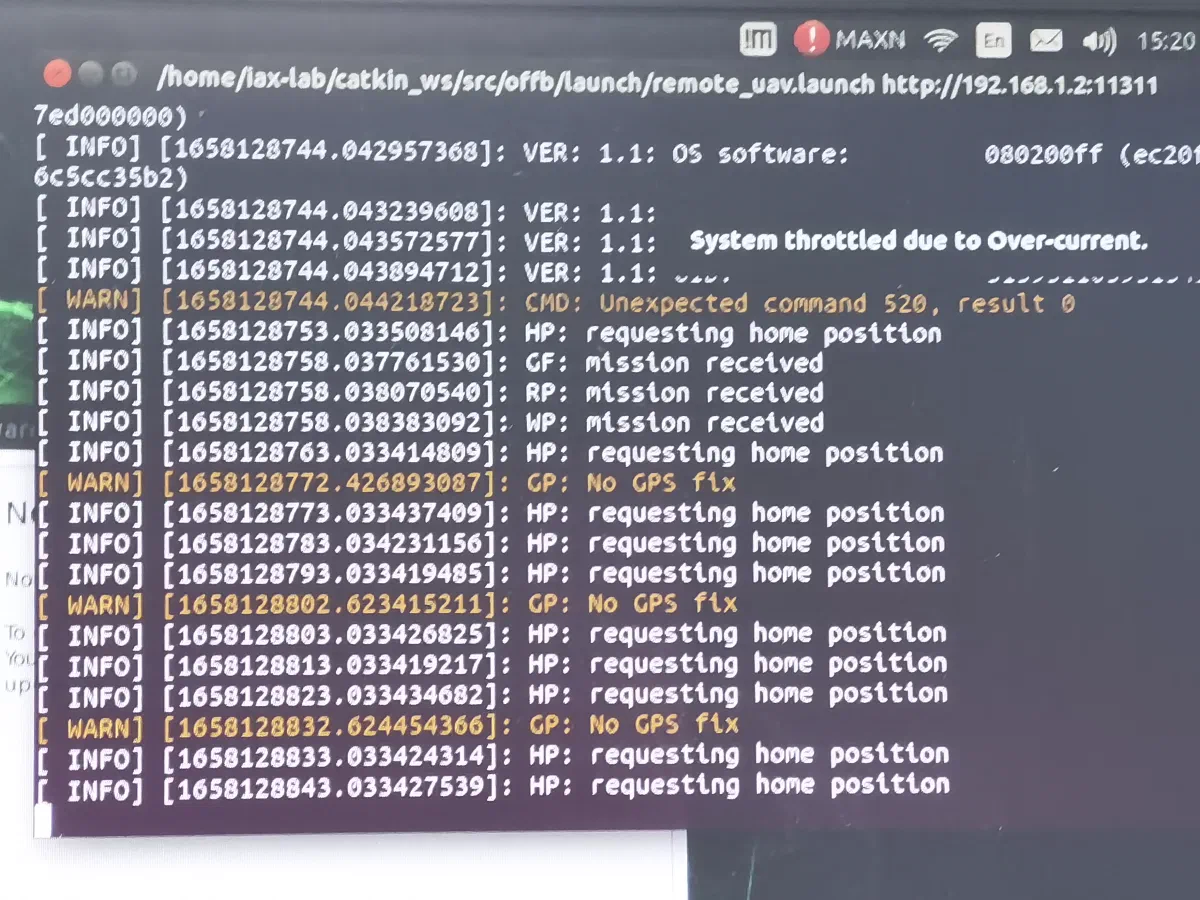 MAXN En 15:20
/home/iax-lab/catkin_ws/src/offb/launch/remote_uav.launch http://192.168.1.2:11311
7ed000000)
[ INFO] [1658128744.042957368]: VER: 1.1: OS software: 080200ff (ec20f
6c5cc35b2)
[ INFO] [1658128744.043239608]: VER: 1.1:
[ INFO] [1658128744.043572577]: VER: 1.1:
System throttled due to Over-current.
[ INFO] [1658128744.043894712]: VER: 1.1:
[ WARN] [1658128744.044218723]: CMD: Unexpected command 520, result 0
[ INFO] [1658128753.033508146]: HP: requesting home position
[ INFO] [1658128758.037761530]: GF: mission received
[ INFO] [1658128758.038070540]: RP: mission received
[ INFO] [1658128758.038383092]: WP: mission received
[ INFO] [1658128763.033414809]: HP: requesting home position
[ WARN] [1658128772.426893087]: GP: No GPS fix
[ INFO] [1658128773.033437409]: HP: requesting home position
[ INFO] [1658128783.034231156]: HP: requesting home position
[ INFO] [1658128793.033419485]: HP: requesting home position
[ WARN] [1658128802.623415211]: GP: No GPS fix
[ INFO] [1658128803.033426825]: HP: requesting home position
[ INFO] [1658128813.033419217]: HP: requesting home position
[ INFO] [1658128823.033434682]: HP: requesting home position
[ WARN] [1658128832.624454366]: GP: No GPS fix
[ INFO] [1658128833.033424314]: HP: requesting home position
[ INFO] [1658128843.033427539]: HP: requesting home position
No
To
You
up